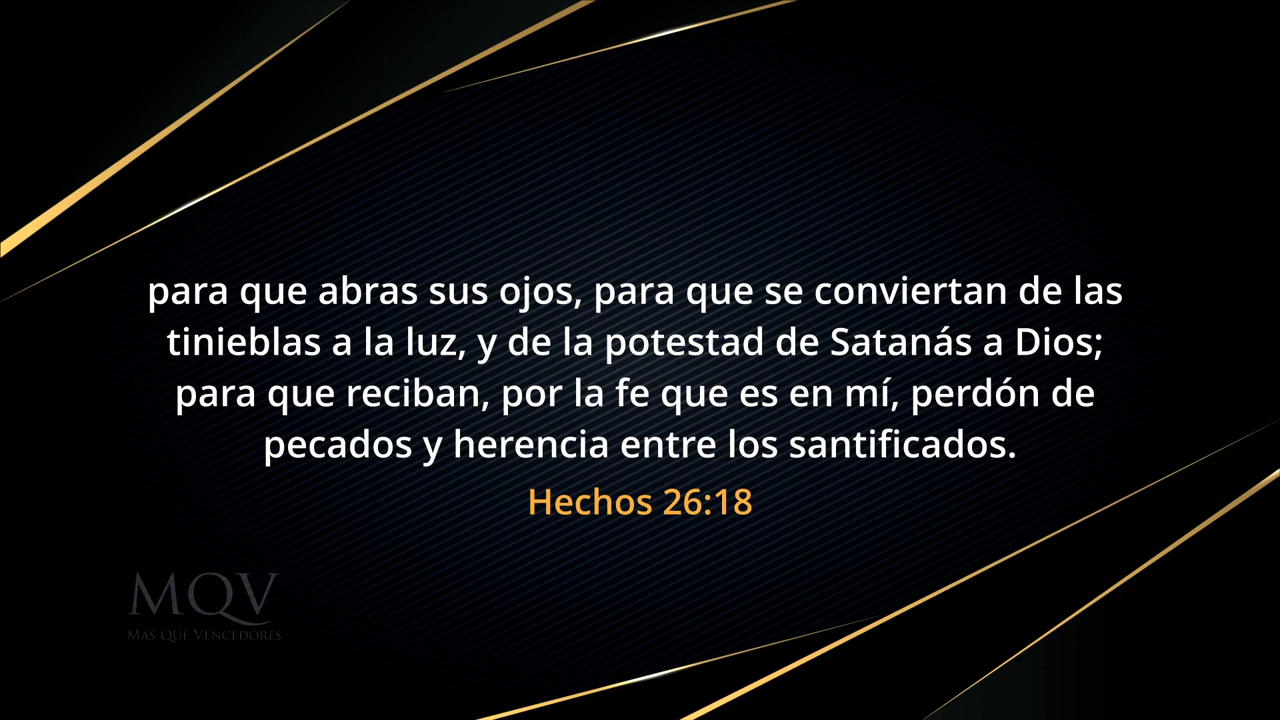 para que abras sus ojos, para que se conviertan de las
tinieblas a la luz, y de la potestad de Satanás a Dios;
para que reciban, por la fe que es en mí, perdón de
pecados y herencia entre los santificados.
Hechos 26:18
MQV
Más Que Vencedores